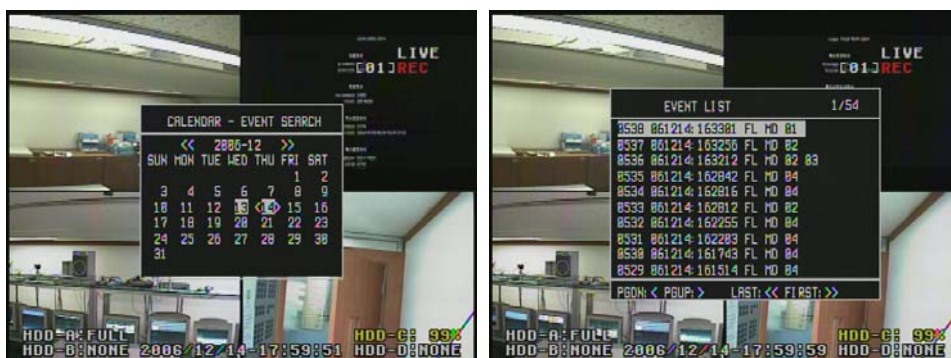 LIVE
[01]REC
CALENDAR - EVENT SEARCH
<< 2006-12 >>
SUN MON TUE WED THU FRI SAT
1 2
3 4 5 6 7 8 9
10 11 12 13 <14> 15 16
17 18 19 20 21 22 23
24 25 26 27 28 29 30
31
HDD-A:FULL HDD-C: 99%
HDD-B:NONE 2006/12/14-17:59:51 HDD-D:NONE
LIVE
[01]REC
EVENT LIST 1/54
0538 061214:163301 FL MD 01
0537 061214:163256 FL MD 02
0536 061214:163212 FL MD 02 03
0535 061214:162842 FL MD 04
0534 061214:162816 FL MD 04
0533 061214:162812 FL MD 02
0532 061214:162255 FL MD 04
0531 061214:162203 FL MD 04
0530 061214:161743 FL MD 04
0529 061214:161514 FL MD 04
PGDN:< PGUP:> LAST:<< FIRST:>>
HDD-A:FULL HDD-C: 99%
HDD-B:NONE 2006/12/14-17:59:59 HDD-D:NONE